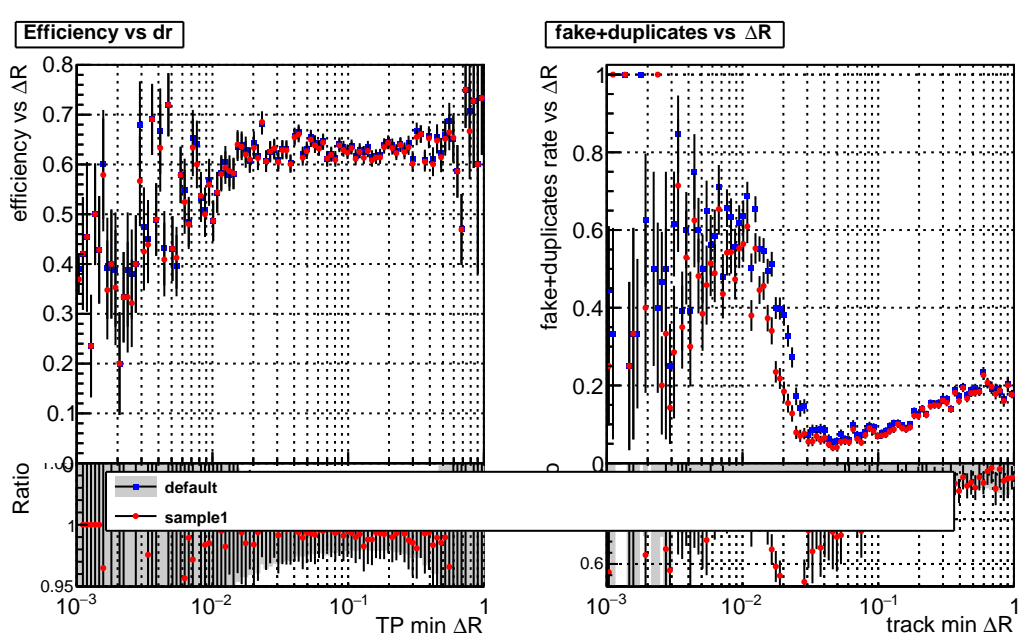 Efficiency vs dr
efficiency vs ΔR
0.8
0.7
0.6
0.5
0.4
0.3
0.2
0.1
0
Ratio
1
0.95
10⁻³
10⁻²
10⁻¹
1
TP min ΔR
fake+duplicates vs ΔR
fake+duplicates rate vs ΔR
1
0.8
0.6
0.4
0.2
0
0.6
10⁻³
10⁻²
10⁻¹
1
track min ΔR
default
sample1